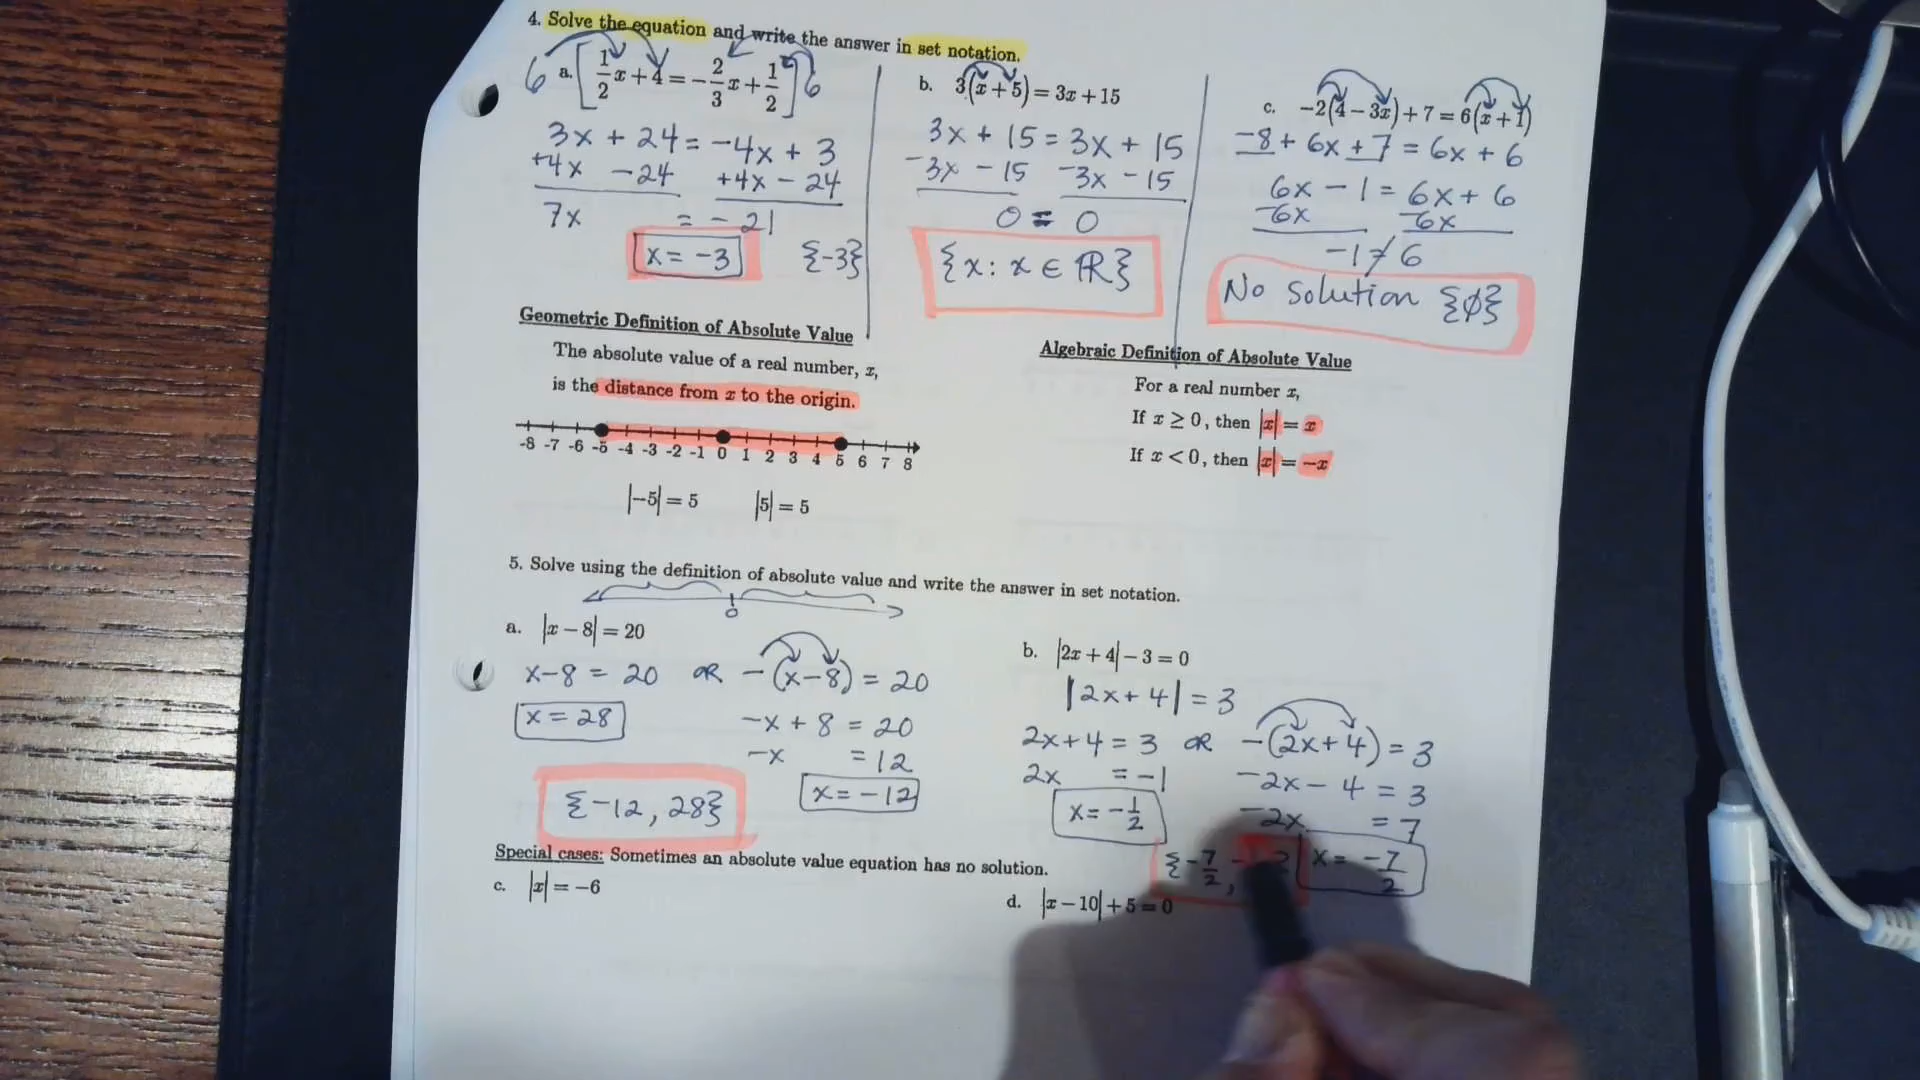 4. Solve the equation and write the answer in set notation.
6 a. [1/2 x + 4 = -2/3 x + 1/2] 6
3x + 24 = -4x + 3
+4x -24 +4x - 24
7x = -21
x = -3 {-3}
b. 3(x + 5) = 3x + 15
3x + 15 = 3x + 15
-3x - 15 -3x - 15
0 = 0
{x: x ∈ ℝ}
c. -2(4 - 3x) + 7 = 6(x + 1)
-8 + 6x + 7 = 6x + 6
6x - 1 = 6x + 6
-6x -6x
-1 ≠ 6
No solution {∅}
Geometric Definition of Absolute Value
The absolute value of a real number, x,
is the distance from x to the origin.
-8 -7 -6 -5 -4 -3 -2 -1 0 1 2 3 4 5 6 7 8
|-5| = 5 |5| = 5
Algebraic Definition of Absolute Value
For a real number x,
If x ≥ 0, then |x| = x
If x < 0, then |x| = -x
5. Solve using the definition of absolute value and write the answer in set notation.
0
a. |x - 8| = 20
x-8 = 20 OR -(x-8) = 20
x = 28 -x + 8 = 20
-x = 12
x = -12
{-12, 28}
b. |2x + 4| - 3 = 0
|2x + 4| = 3
2x+4 = 3 OR -(2x+4) = 3
2x = -1 -2x - 4 = 3
x = -1/2 -2x = 7
{-7/2, x = -7/2
Special cases: Sometimes an absolute value equation has no solution.
c. |x| = -6
d. |x - 10| + 5 = 0